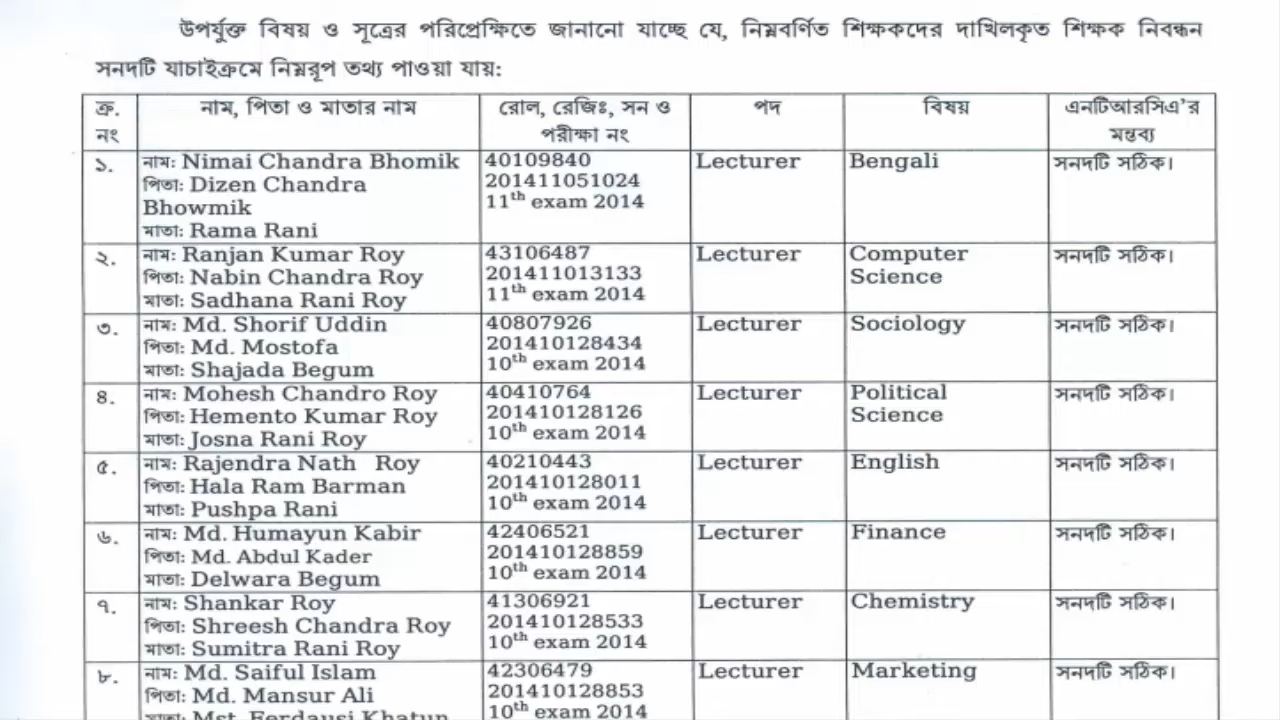 উপর্যুক্ত বিষয় ও সূত্রের পরিপ্রেক্ষিতে জানানো যাচ্ছে যে, নিম্নবর্ণিত শিক্ষকদের দাখিলকৃত শিক্ষক নিবন্ধন
সনদটি যাচাইক্রমে নিম্নরূপ তথ্য পাওয়া যায়:
ক্র. নাম, পিতা ও মাতার নাম রোল, রেজিঃ, সন ও পদ বিষয় এনটিআরসিএ'র
নং পরীক্ষা নং মন্তব্য
১. নাম: Nimai Chandra Bhomik 40109840 Lecturer Bengali সনদটি সঠিক।
পিতা: Dizen Chandra 201411051024
Bhowmik 11th exam 2014
মাতা: Rama Rani
২. নাম: Ranjan Kumar Roy 43106487 Lecturer Computer সনদটি সঠিক।
পিতা: Nabin Chandra Roy 201411013133 Science
মাতা: Sadhana Rani Roy 11th exam 2014
৩. নাম: Md. Shorif Uddin 40807926 Lecturer Sociology সনদটি সঠিক।
পিতা: Md. Mostofa 201410128434
মাতা: Shajada Begum 10th exam 2014
৪. নাম: Mohesh Chandro Roy 40410764 Lecturer Political সনদটি সঠিক।
পিতা: Hemento Kumar Roy 201410128126 Science
মাতা: Josna Rani Roy 10th exam 2014
৫. নাম: Rajendra Nath Roy 40210443 Lecturer English সনদটি সঠিক।
পিতা: Hala Ram Barman 201410128011
মাতা: Pushpa Rani 10th exam 2014
৬. নাম: Md. Humayun Kabir 42406521 Lecturer Finance সনদটি সঠিক।
পিতা: Md. Abdul Kader 201410128859
মাতা: Delwara Begum 10th exam 2014
৭. নাম: Shankar Roy 41306921 Lecturer Chemistry সনদটি সঠিক।
পিতা: Shreesh Chandra Roy 201410128533
মাতা: Sumitra Rani Roy 10th exam 2014
৮. নাম: Md. Saiful Islam 42306479 Lecturer Marketing সনদটি সঠিক।
পিতা: Md. Mansur Ali 201410128853
মাতা: Mst. Ferdausi Khatun 10th exam 2014